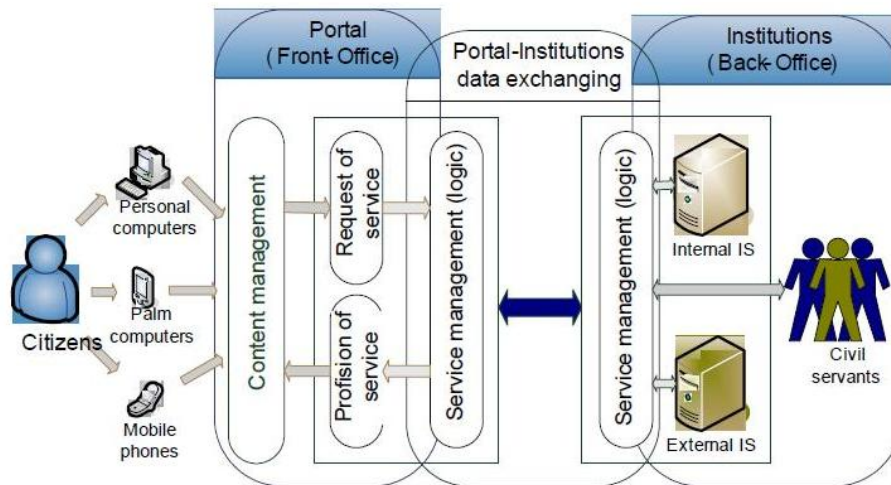 Portal
(Front-Office)
Portal-Institutions
data exchanging
Institutions
(Back-Office)
Citizens
Personal
computers
Palm
computers
Mobile
phones
Content management
Request of
service
Profision of
service
Service management (logic)
Service management (logic)
Internal IS
External IS
Civil
servants